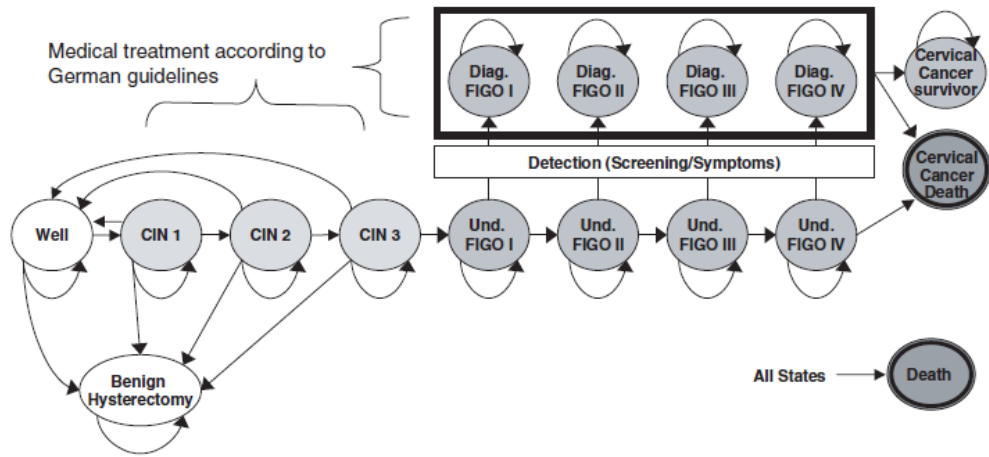 Medical treatment according to
German guidelines
Diag.
FIGO I
Diag.
FIGO II
Diag.
FIGO III
Diag.
FIGO IV
Cervical
Cancer
survivor
Detection (Screening/Symptoms)
Cervical
Cancer
Death
Well
CIN 1
CIN 2
CIN 3
Und.
FIGO I
Und.
FIGO II
Und.
FIGO III
Und.
FIGO IV
Benign
Hysterectomy
All States
Death